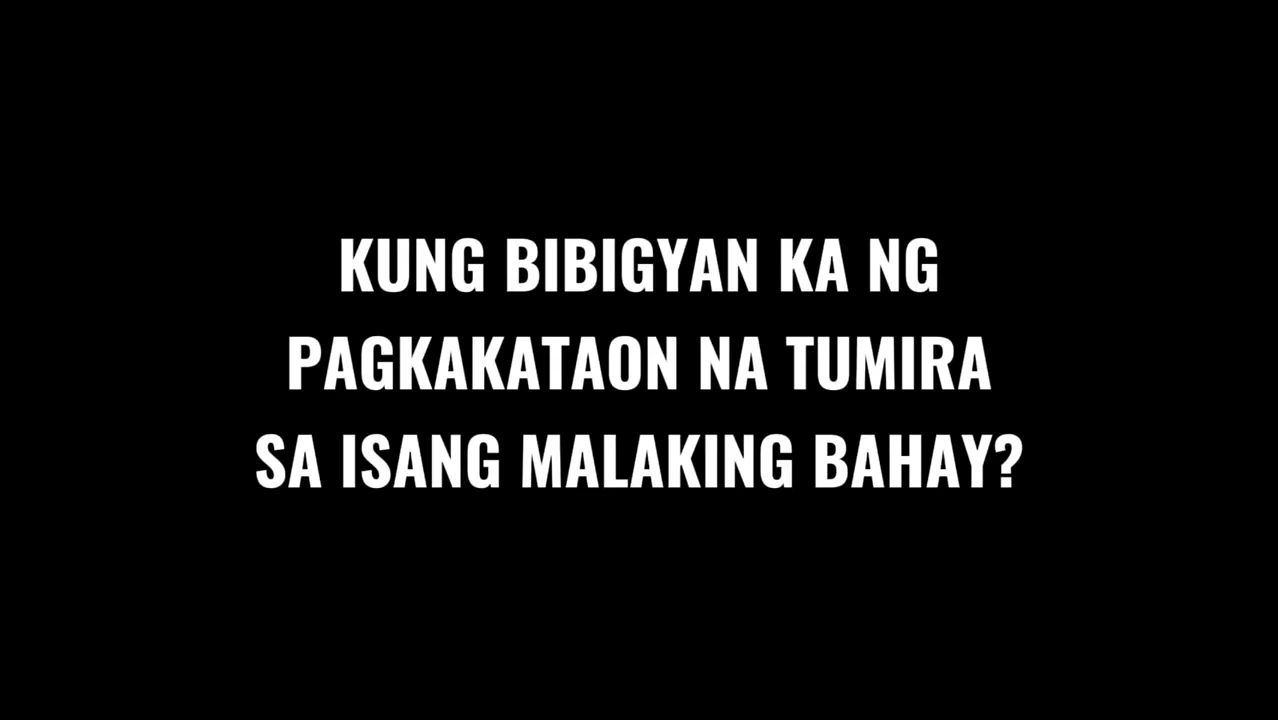 KUNG BIBIGYAN KA NG
PAGKAKATAON NA TUMIRA
SA ISANG MALAKING BAHAY?